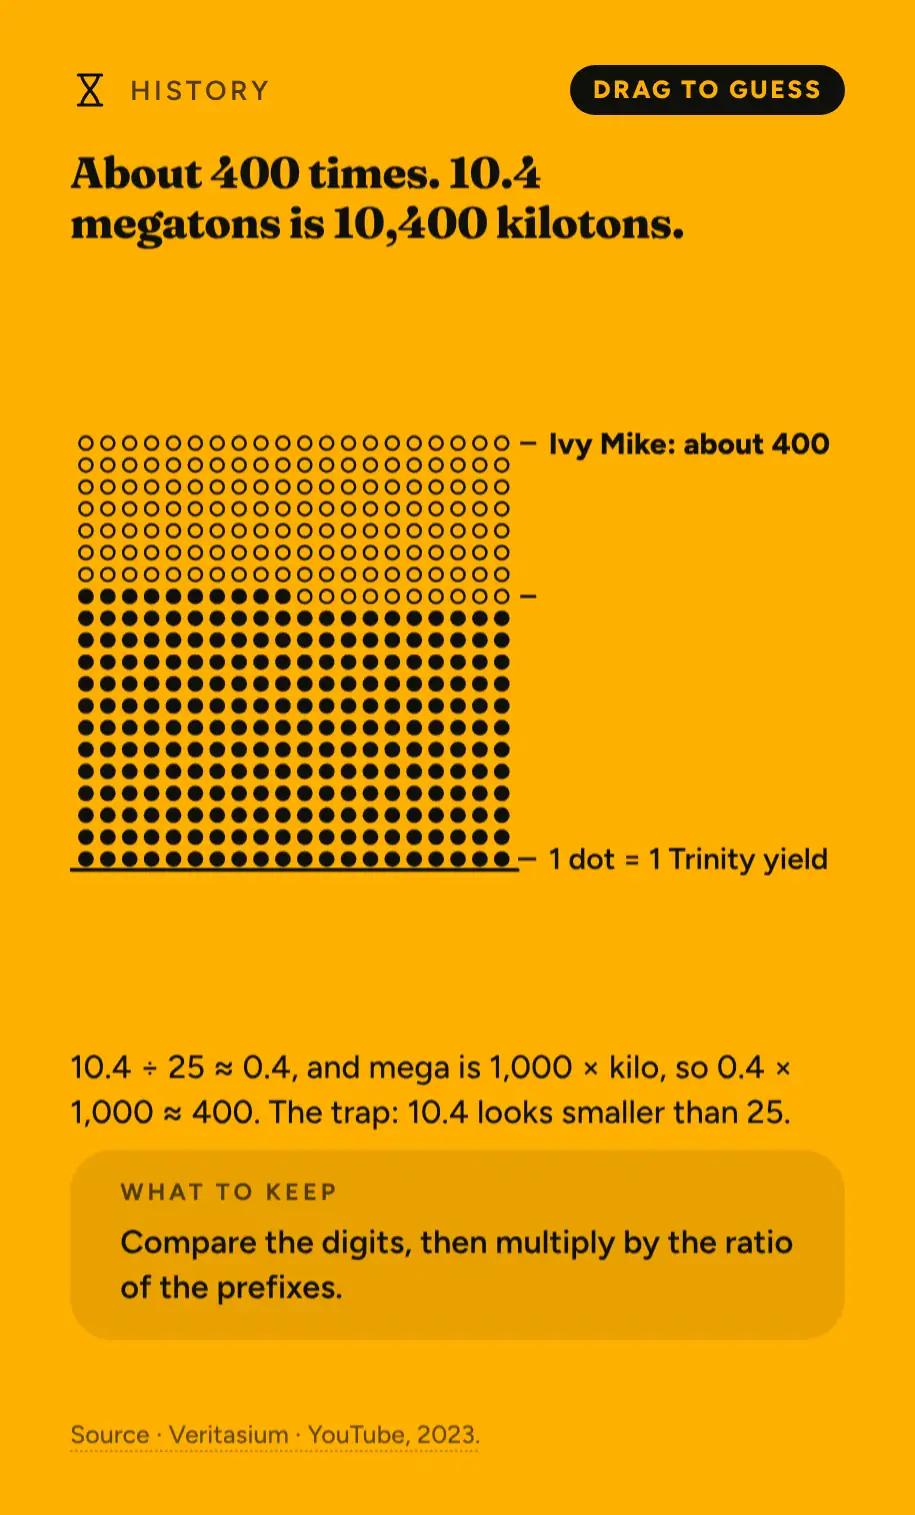 HISTORY
DRAG TO GUESS
About 400 times. 10.4
megatons is 10,400 kilotons.
Ivy Mike: about 400
1 dot = 1 Trinity yield
10.4 ÷ 25 ≈ 0.4, and mega is 1,000 × kilo, so 0.4 ×
1,000 ≈ 400. The trap: 10.4 looks smaller than 25.
WHAT TO KEEP
Compare the digits, then multiply by the ratio
of the prefixes.
Source · Veritasium · YouTube, 2023.